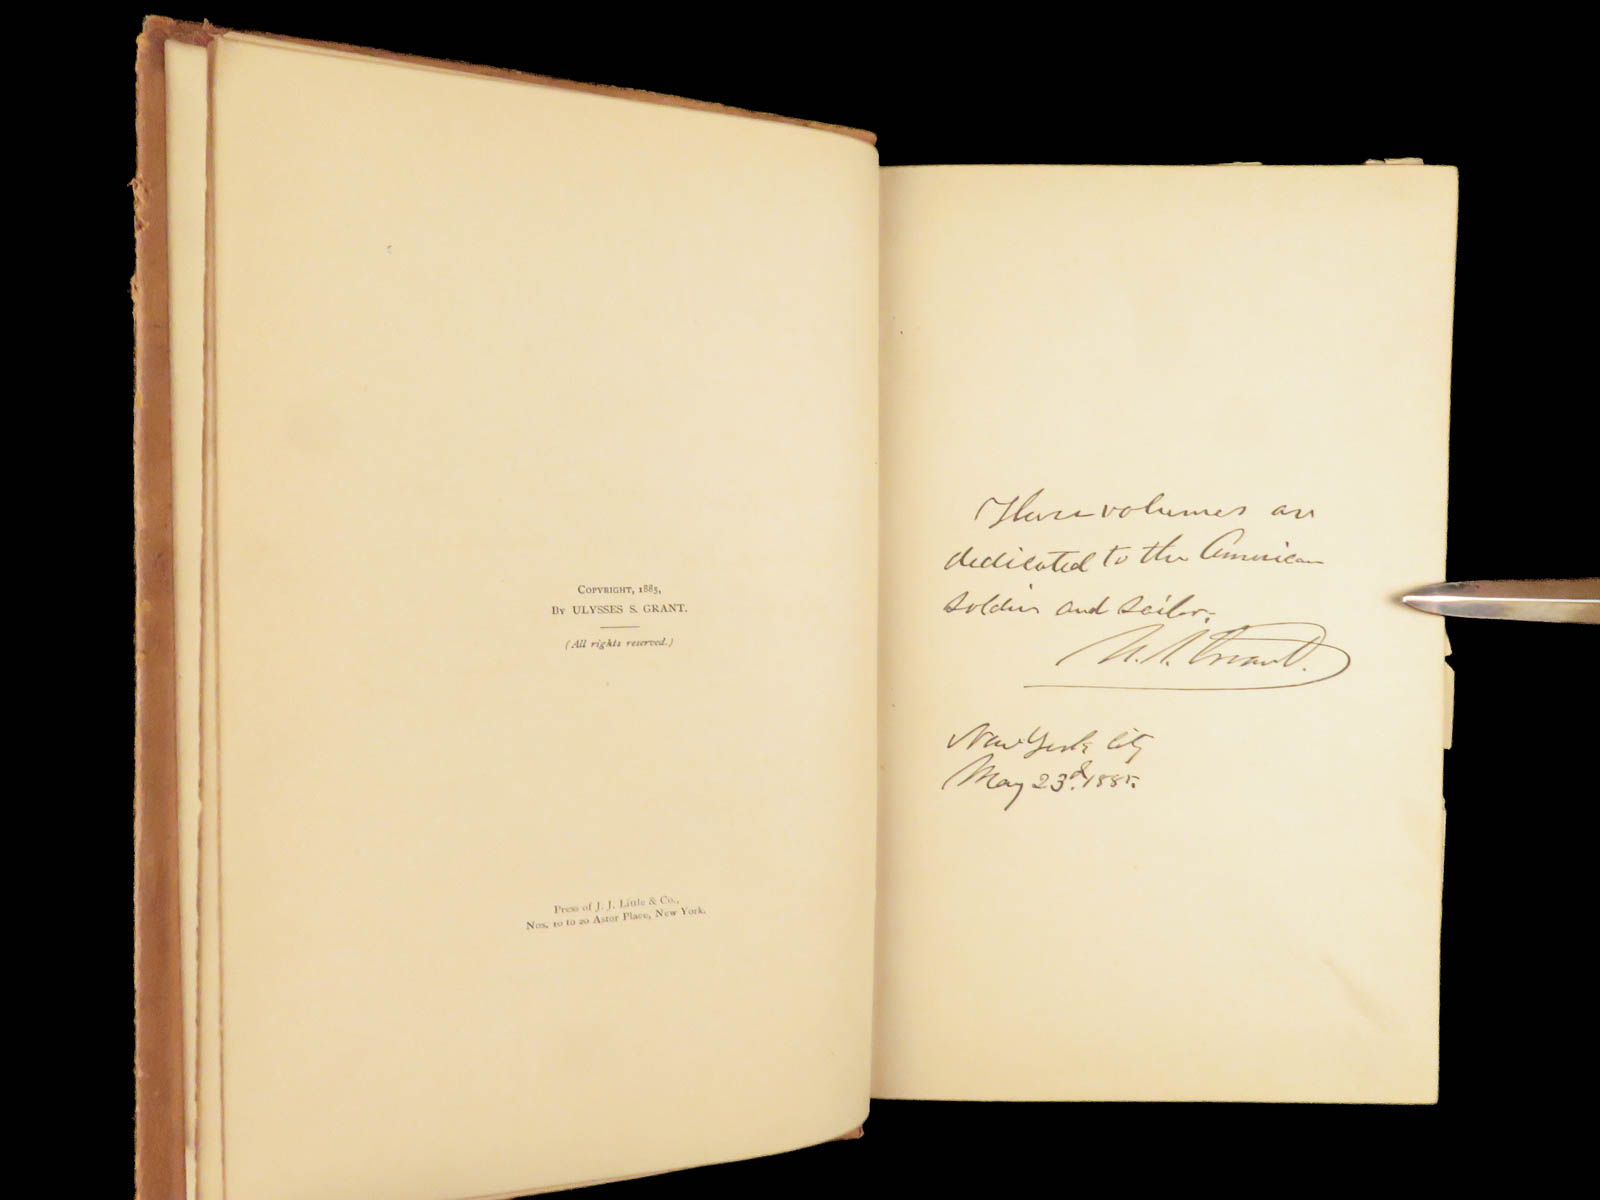 COPYRIGHT, 1885,
BY ULYSSES S. GRANT.
(All rights reserved.)
Press of J. J. Little & Co.,
Nos. 10 to 20 Astor Place, New York.
These volumes are
dedicated to the American
soldier and sailor.
U. S. Grant.
New York City
May 23d. 1885.